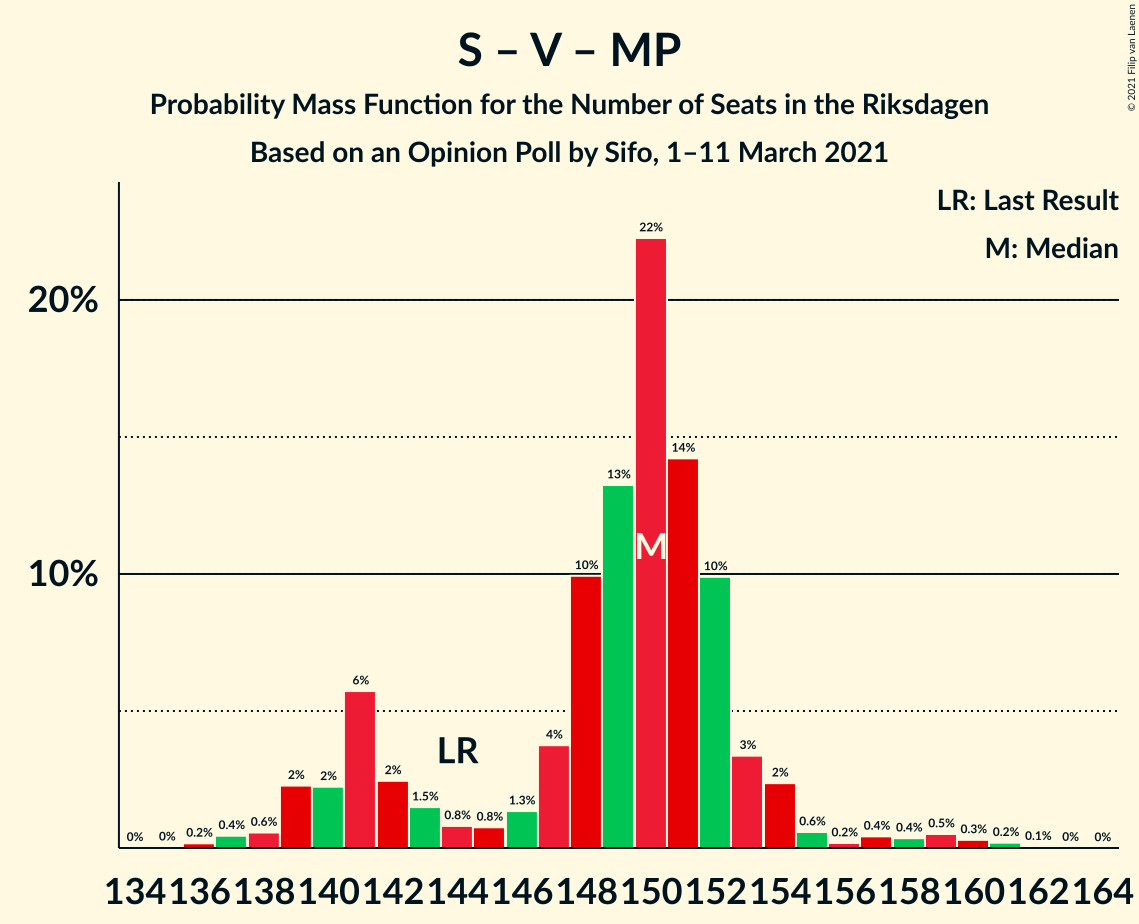 S – V – MP
Probability Mass Function for the Number of Seats in the Riksdagen
Based on an Opinion Poll by Sifo, 1–11 March 2021
© 2021 Filip van Laenen
LR: Last Result
M: Median
20%
10%
0% 0% 0.2% 0.4% 0.6% 2% 2% 6% 2% 1.5% 0.8% 0.8% 1.3% 4% 10% 13% 22% 14% 10% 3% 2% 0.6% 0.2% 0.4% 0.4% 0.5% 0.3% 0.2% 0.1% 0% 0%
LR
M
134 136 138 140 142 144 146 148 150 152 154 156 158 160 162 164